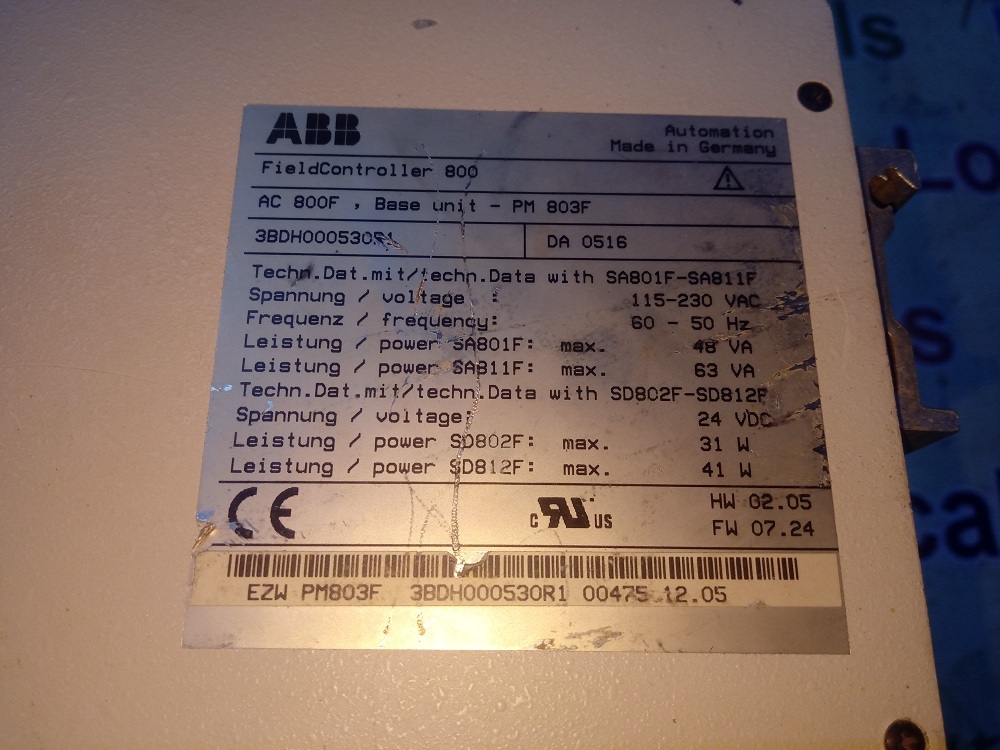 ABB
Automation
Made in Germany
FieldController 800
AC 800F , Base unit - PM 803F
3BDH000530R1 DA 0516
Techn.Dat.mit/techn.Data with SA801F-SA811F
Spannung / voltage : 115-230 VAC
Frequenz / frequency: 60 - 50 Hz
Leistung / power SA801F: max. 48 VA
Leistung / power SA811F: max. 63 VA
Techn.Dat.mit/techn.Data with SD802F-SD812F
Spannung / voltage: 24 VDC
Leistung / power SD802F: max. 31 W
Leistung / power SD812F: max. 41 W
CE c RU US HW 02.05
FW 07.24
EZW PM803F 3BDH000530R1 00475 12.05